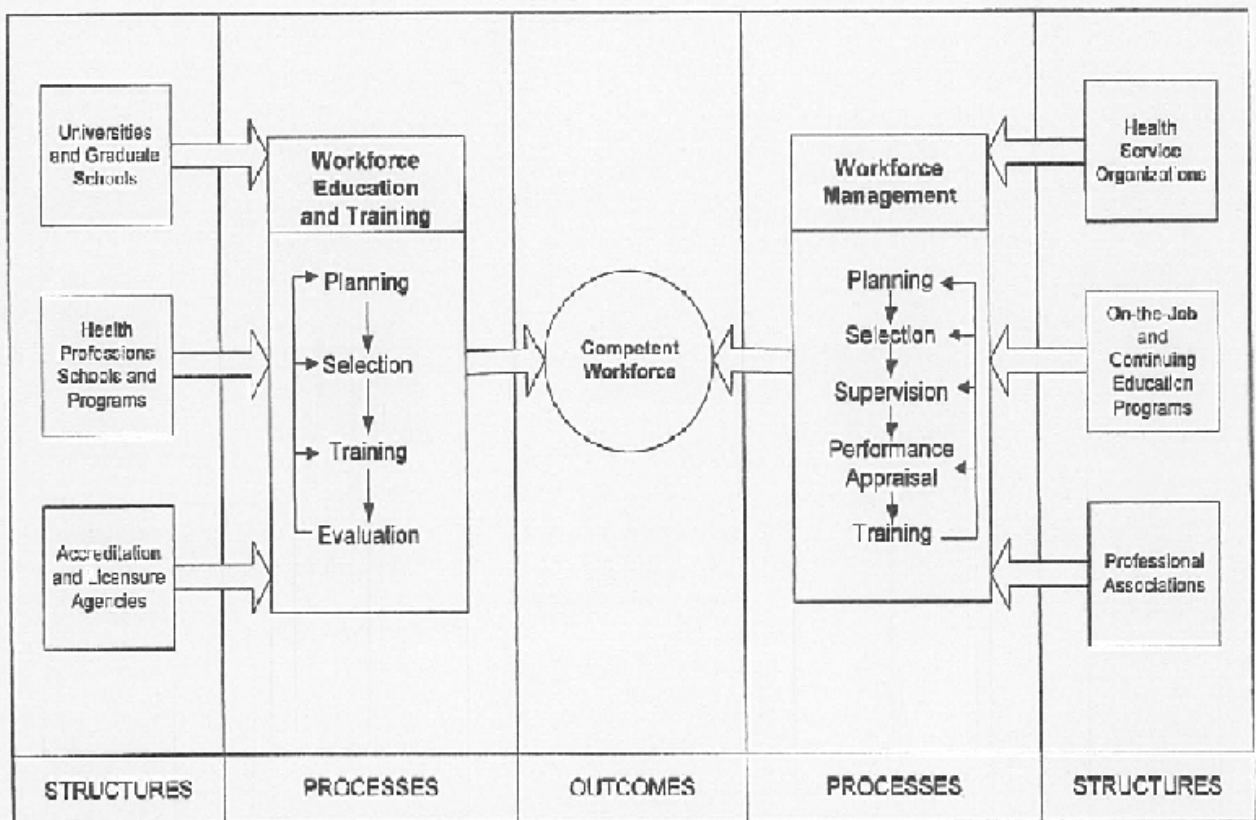 Universities
and Graduate
Schools
Health
Professions
Schools and
Programs
Accreditation
and Licensure
Agencies
Workforce
Education
and Training
Planning
Selection
Training
Evaluation
Competent
Workforce
Workforce
Management
Planning
Selection
Supervision
Performance
Appraisal
Training
Health
Service
Organizations
On-the-Job
and
Continuing
Education
Programs
Professional
Associations
STRUCTURES
PROCESSES
OUTCOMES
PROCESSES
STRUCTURES